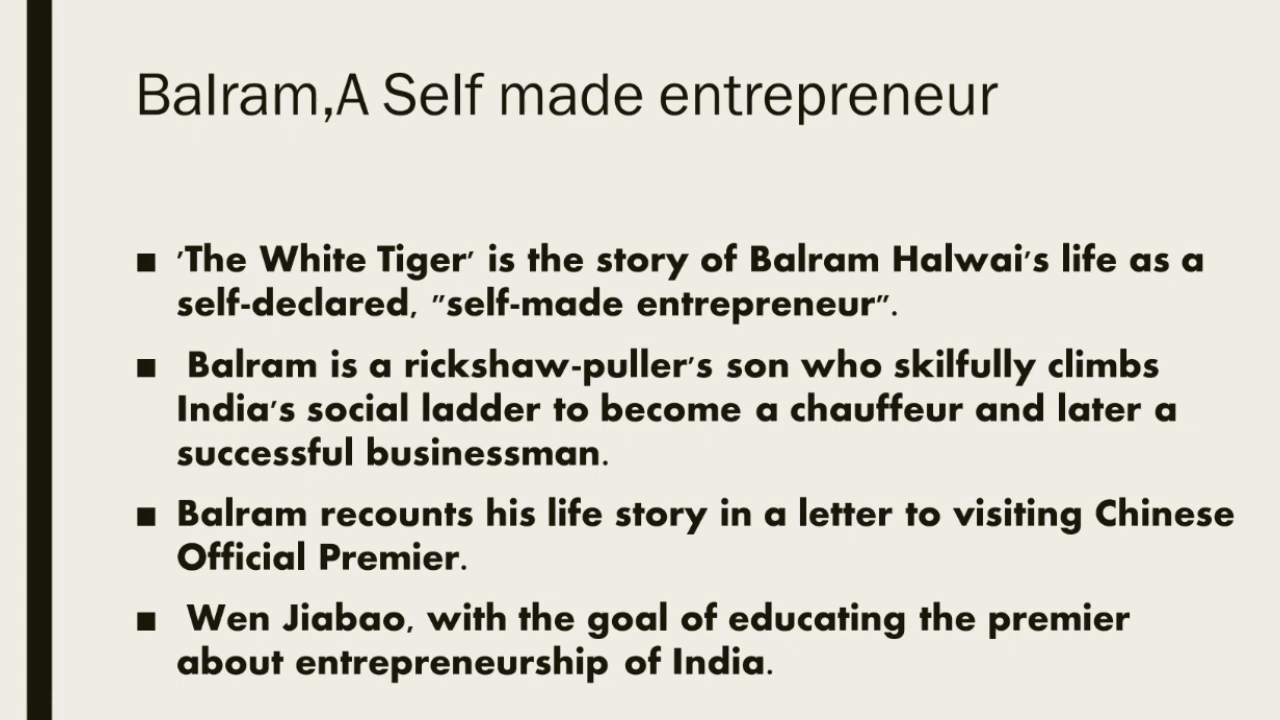 Balram,A Self made entrepreneur
■ 'The White Tiger' is the story of Balram Halwai's life as a
self-declared, "self-made entrepreneur".
■ Balram is a rickshaw-puller's son who skilfully climbs
India's social ladder to become a chauffeur and later a
successful businessman.
■ Balram recounts his life story in a letter to visiting Chinese
Official Premier.
■ Wen Jiabao, with the goal of educating the premier
about entrepreneurship of India.